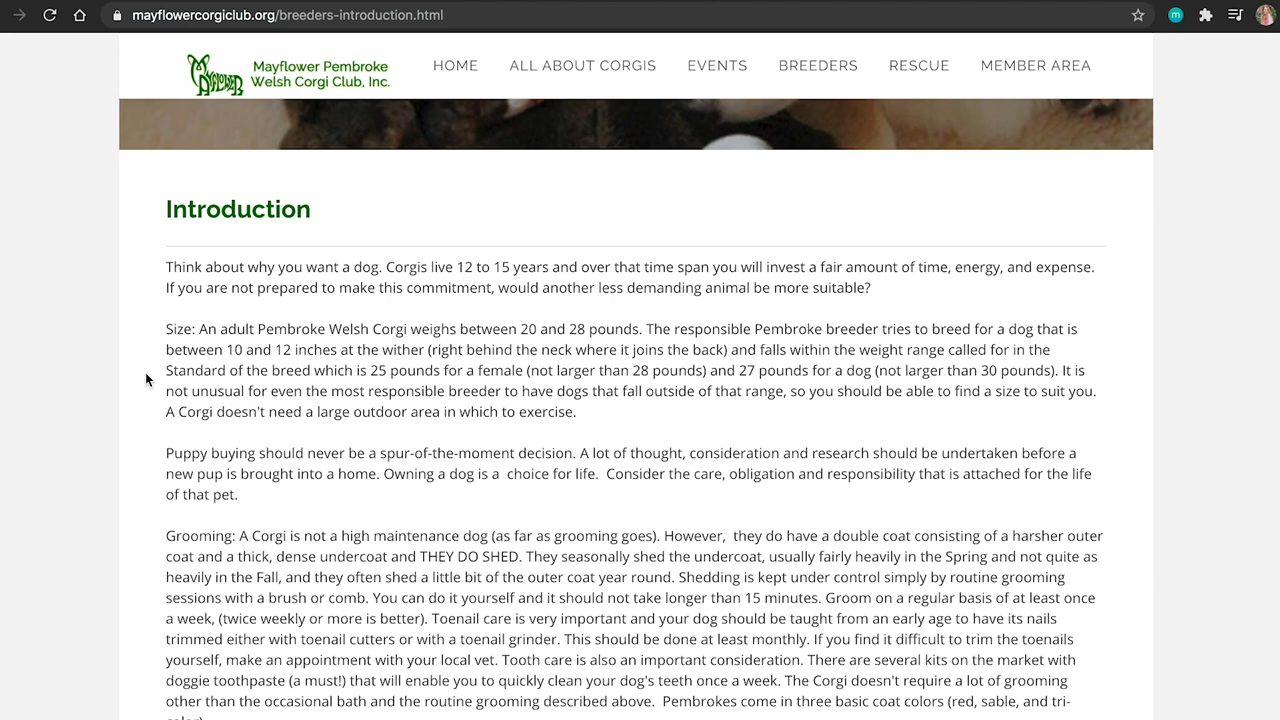 mayflowercorgiclub.org/breeders-introduction.html
m
Mayflower Pembroke
Welsh Corgi Club, Inc.
HOME ALL ABOUT CORGIS EVENTS BREEDERS RESCUE MEMBER AREA
Introduction
Think about why you want a dog. Corgis live 12 to 15 years and over that time span you will invest a fair amount of time, energy, and expense.
If you are not prepared to make this commitment, would another less demanding animal be more suitable?
Size: An adult Pembroke Welsh Corgi weighs between 20 and 28 pounds. The responsible Pembroke breeder tries to breed for a dog that is
between 10 and 12 inches at the wither (right behind the neck where it joins the back) and falls within the weight range called for in the
Standard of the breed which is 25 pounds for a female (not larger than 28 pounds) and 27 pounds for a dog (not larger than 30 pounds). It is
not unusual for even the most responsible breeder to have dogs that fall outside of that range, so you should be able to find a size to suit you.
A Corgi doesn't need a large outdoor area in which to exercise.
Puppy buying should never be a spur-of-the-moment decision. A lot of thought, consideration and research should be undertaken before a
new pup is brought into a home. Owning a dog is a  choice for life.  Consider the care, obligation and responsibility that is attached for the life
of that pet.
Grooming: A Corgi is not a high maintenance dog (as far as grooming goes). However,  they do have a double coat consisting of a harsher outer
coat and a thick, dense undercoat and THEY DO SHED. They seasonally shed the undercoat, usually fairly heavily in the Spring and not quite as
heavily in the Fall, and they often shed a little bit of the outer coat year round. Shedding is kept under control simply by routine grooming
sessions with a brush or comb. You can do it yourself and it should not take longer than 15 minutes. Groom on a regular basis of at least once
a week, (twice weekly or more is better). Toenail care is very important and your dog should be taught from an early age to have its nails
trimmed either with toenail cutters or with a toenail grinder. This should be done at least monthly. If you find it difficult to trim the toenails
yourself, make an appointment with your local vet. Tooth care is also an important consideration. There are several kits on the market with
doggie toothpaste (a must!) that will enable you to quickly clean your dog's teeth once a week. The Corgi doesn't require a lot of grooming
other than the occasional bath and the routine grooming described above.  Pembrokes come in three basic coat colors (red, sable, and tri-